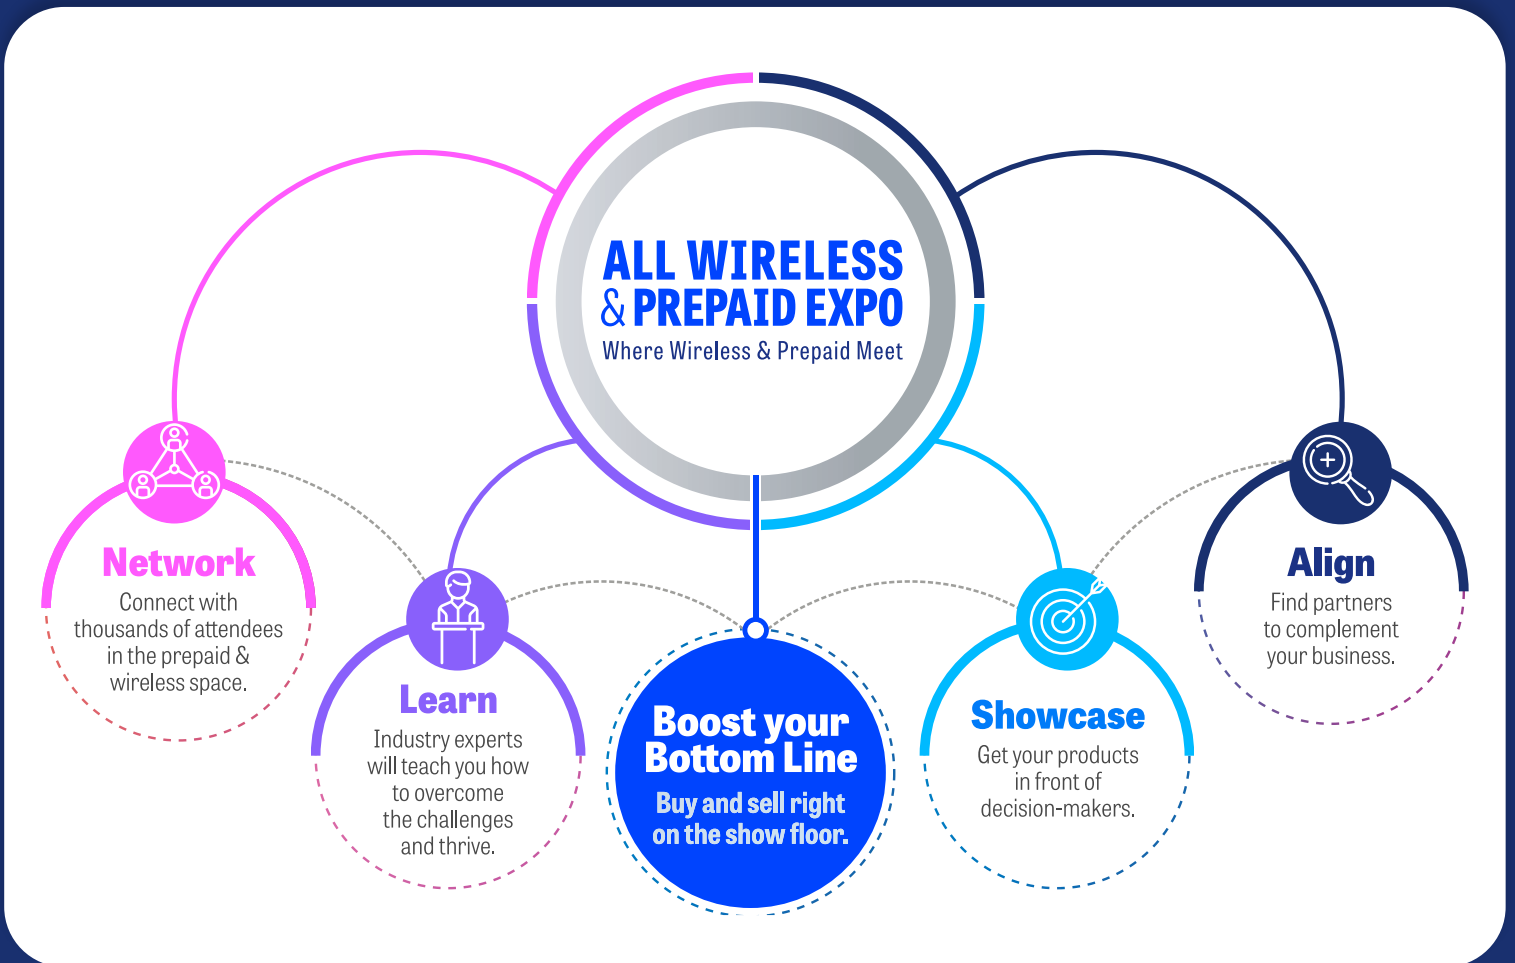 ALL WIRELESS
& PREPAID EXPO
Where Wireless & Prepaid Meet
Network
Connect with
thousands of attendees
in the prepaid &
wireless space.
Learn
Industry experts
will teach you how
to overcome
the challenges
and thrive.
Boost your
Bottom Line
Buy and sell right
on the show floor.
Showcase
Get your products
in front of
decision-makers.
Align
Find partners
to complement
your business.